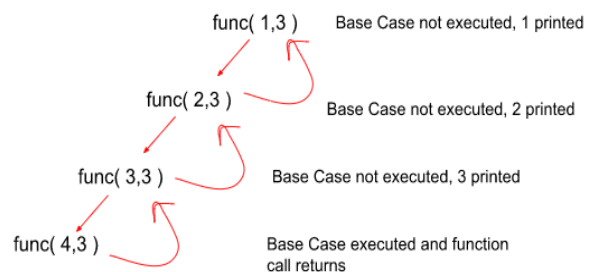 func( 1,3 ) Base Case not executed, 1 printed
func( 2,3 ) Base Case not executed, 2 printed
func( 3,3 ) Base Case not executed, 3 printed
func( 4,3 ) Base Case executed and function
call returns